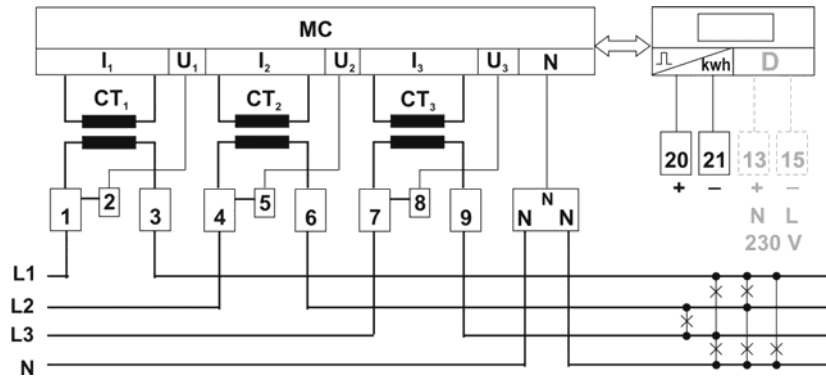 MC
I1 U1 I2 U2 I3 U3 N
kwh D
CT1 CT2 CT3
20 21 13 15
+ − + −
1 2 3 4 5 6 7 8 9 N N N
N L
230 V
L1
L2
L3
N